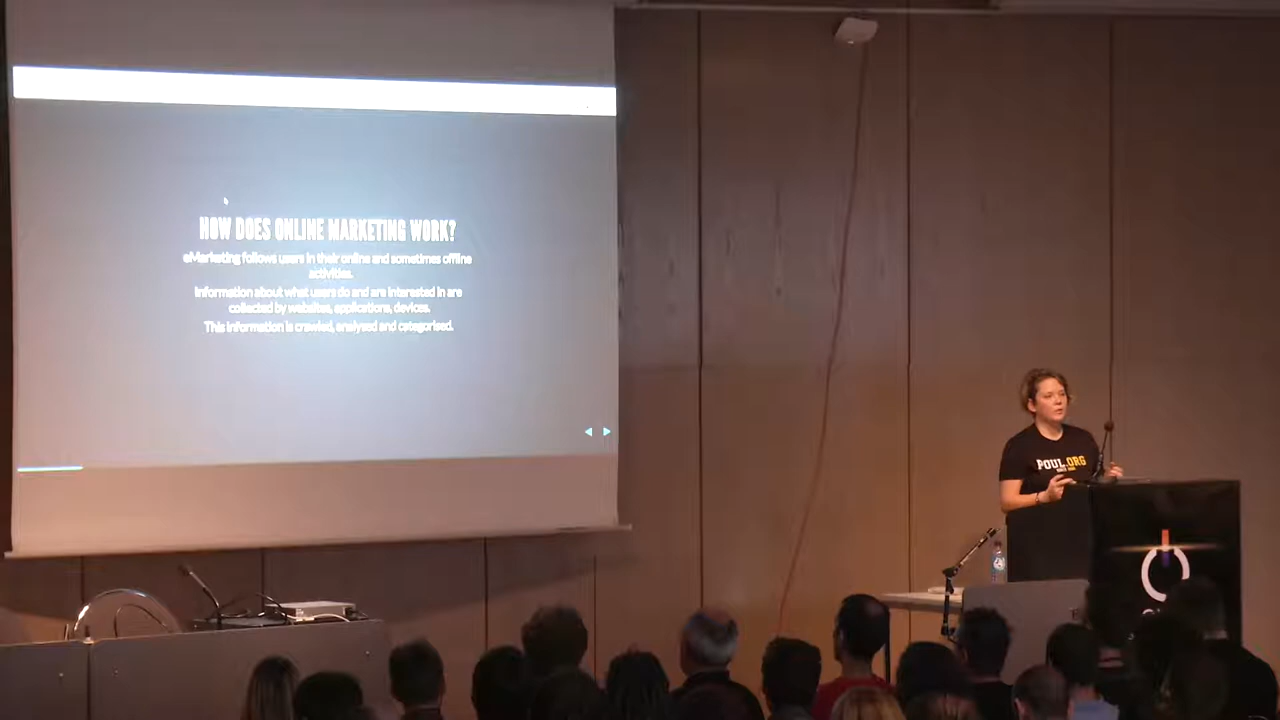 HOW DOES ONLINE MARKETING WORK?
eMarketing follows users in their online and sometimes offline
activities.
Information about what users do and are interested in are
collected by websites, applications, devices.
This information is crawled, analysed and categorised.
POUL.ORG